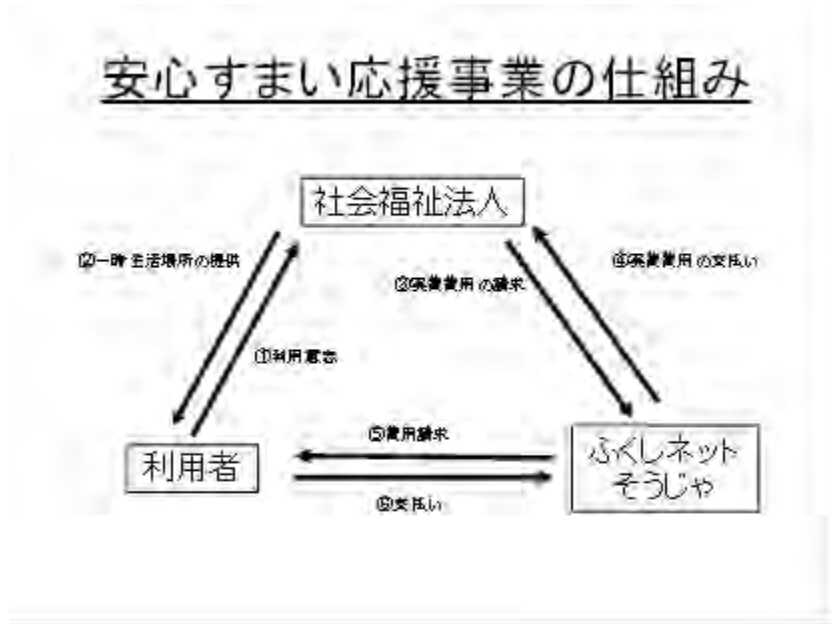 安心すまい応援事業の仕組み
社会福祉法人
②一時生活場所の提供
④実費費用の支払い
③実費費用の請求
①利用意志
⑤費用請求
利用者
ふくしネット
そうじゃ
⑥支払い